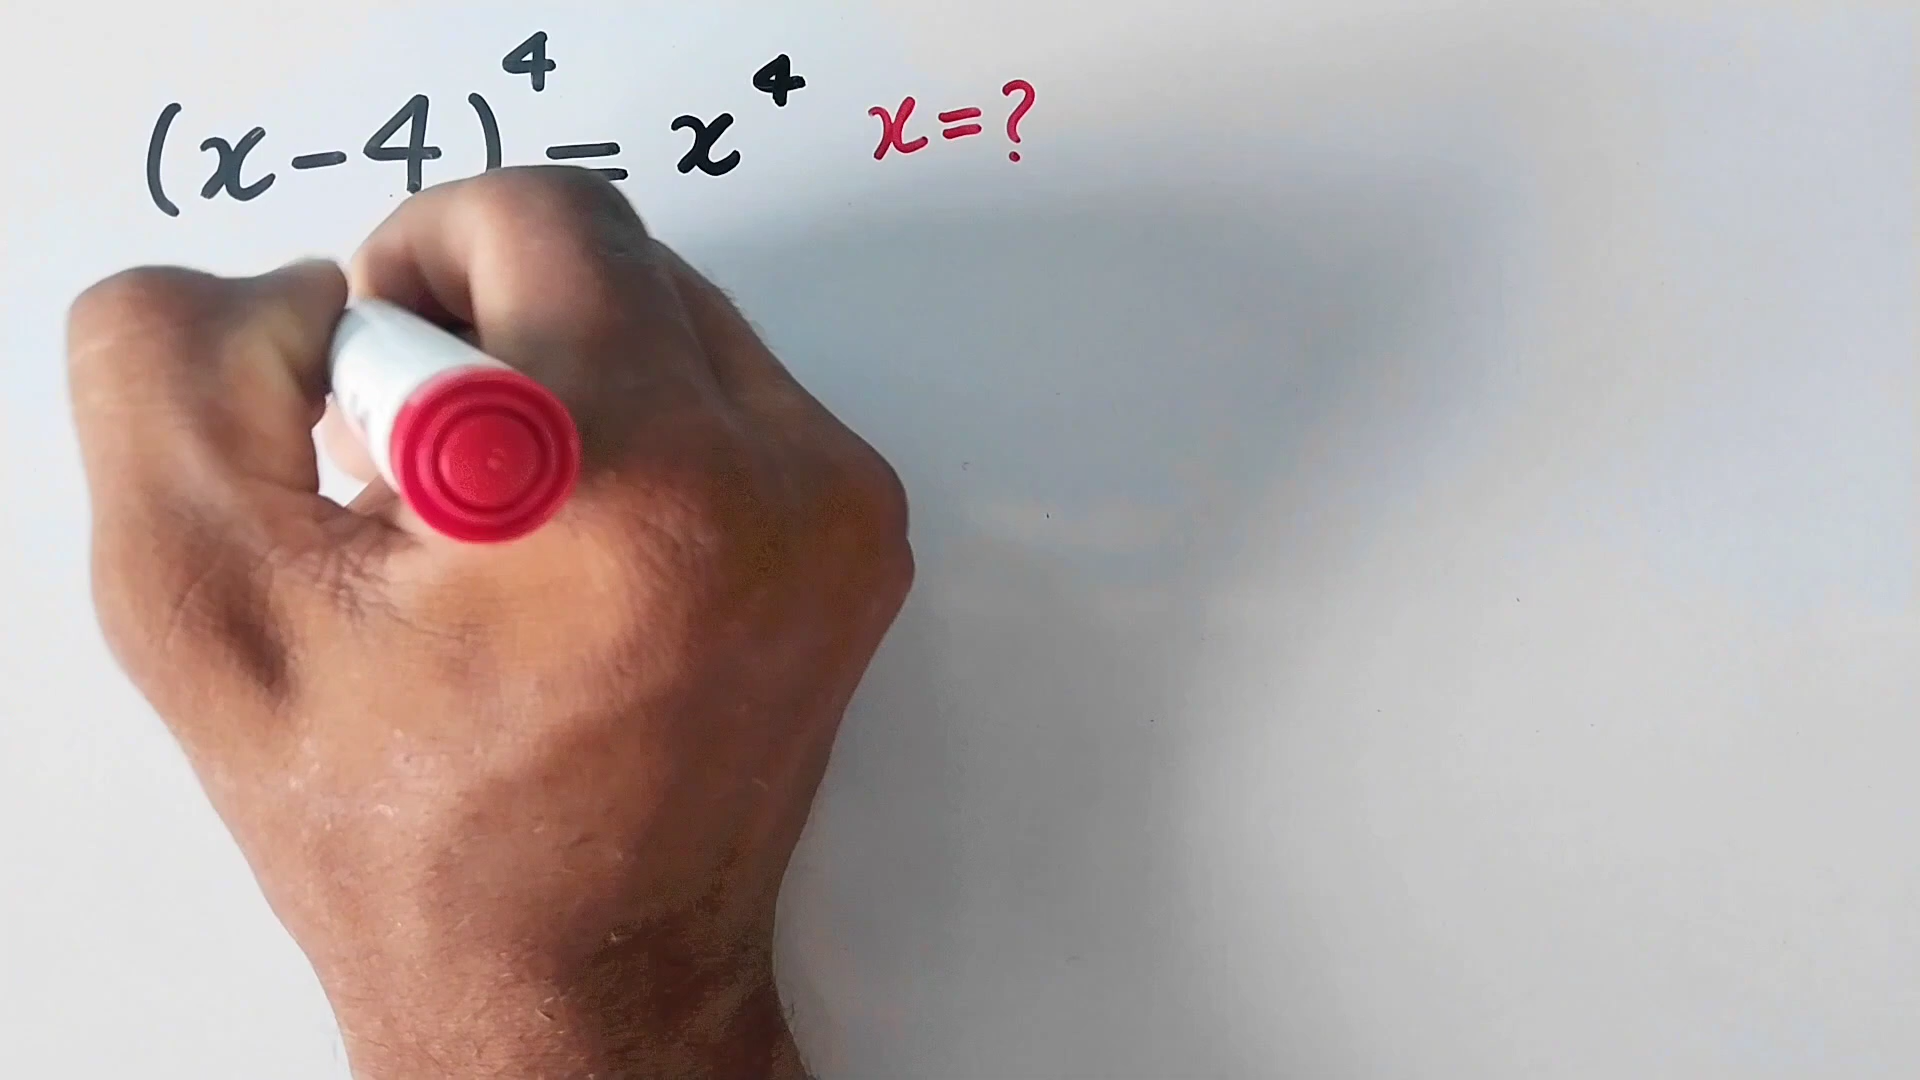 (x-4)⁴ = x⁴ x=?